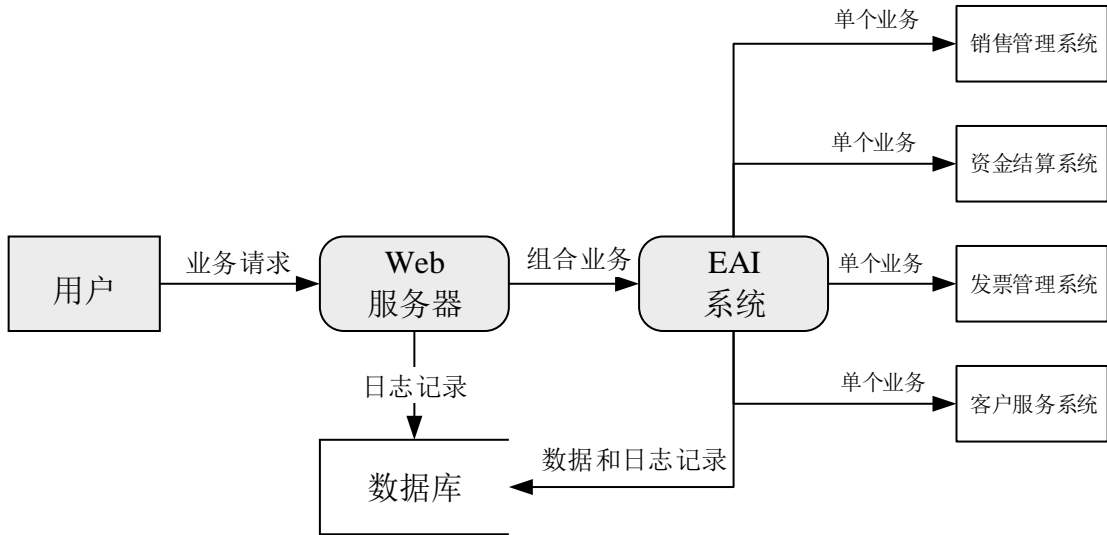 单个业务
销售管理系统
单个业务
资金结算系统
用户
业务请求
Web
服务器
组合业务
EAI
系统
单个业务
发票管理系统
日志记录
单个业务
客户服务系统
数据库
数据和日志记录